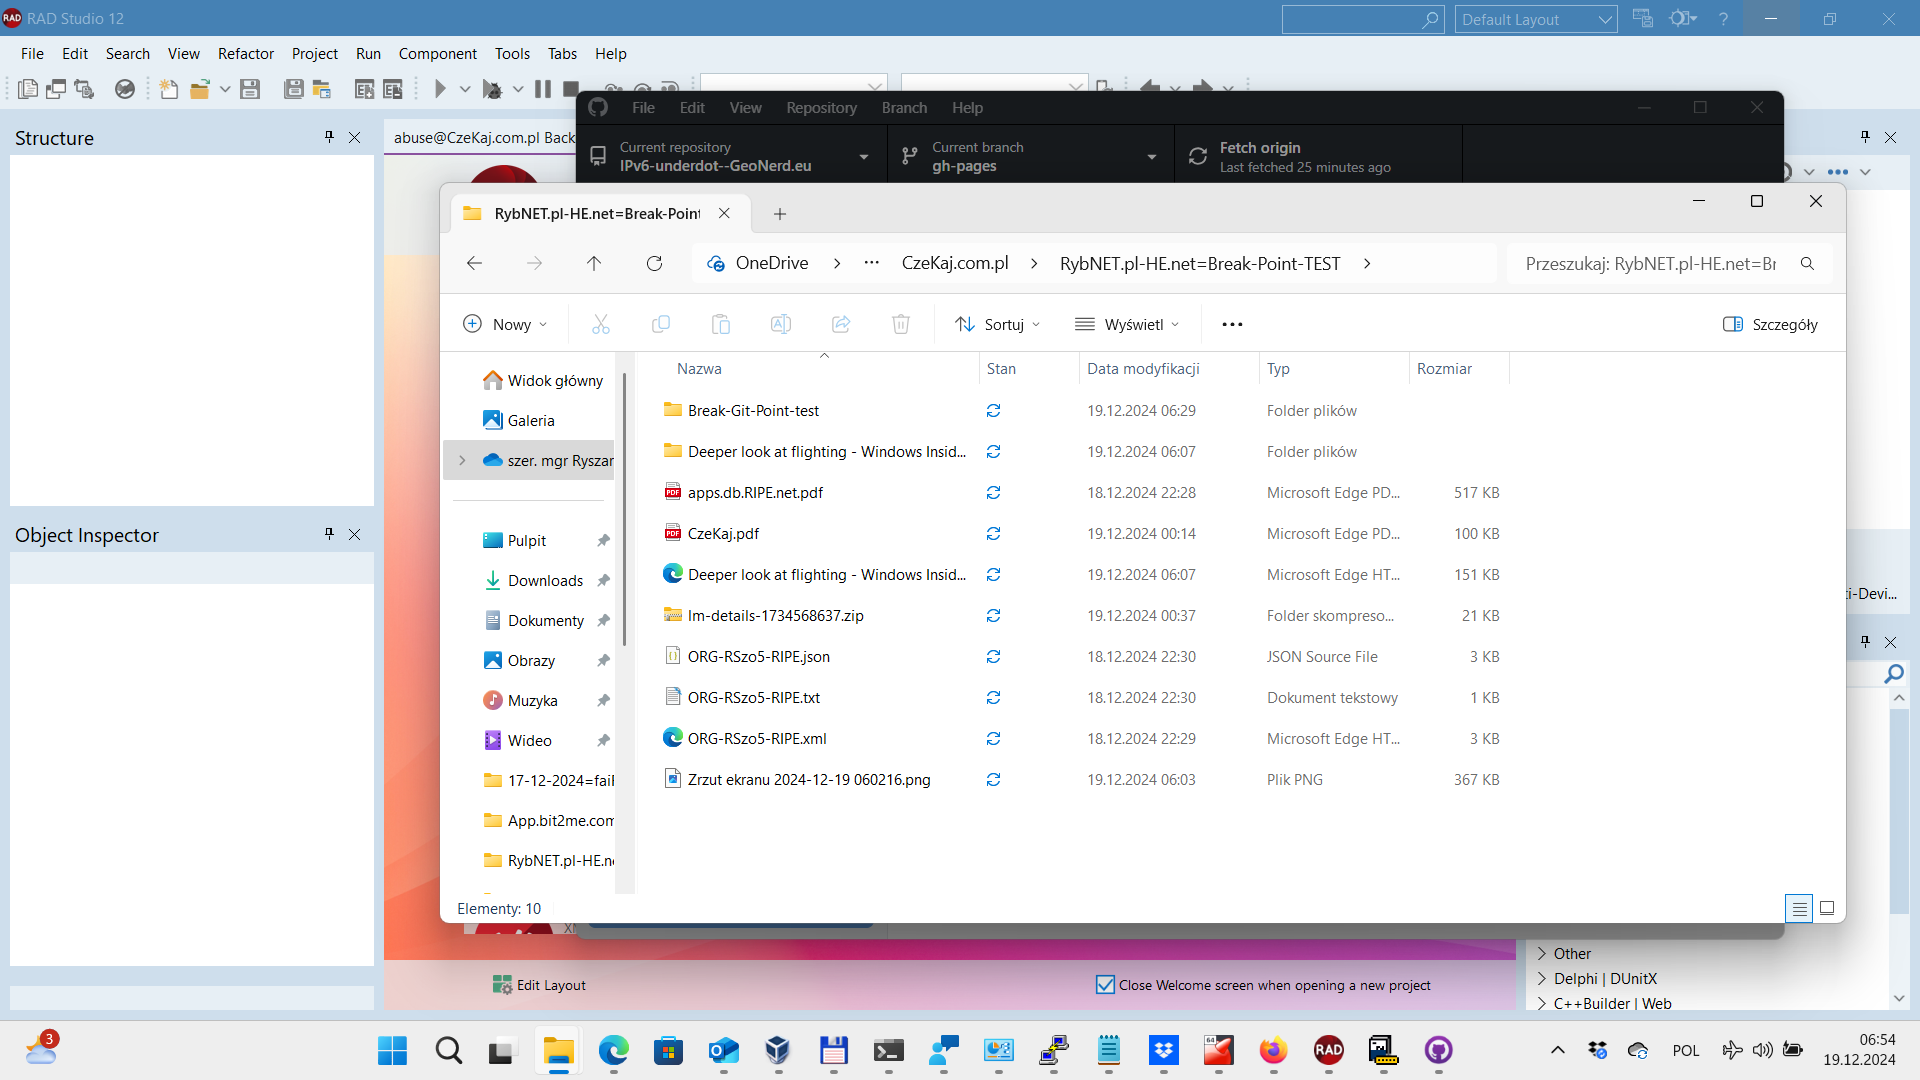 RAD RAD Studio 12
Default Layout
?
File Edit Search View Refactor Project Run Component Tools Tabs Help
Structure
abuse@CzeKaj.com.pl Back
File Edit View Repository Branch Help
Current repository
IPv6-underdot--GeoNerd.eu
Current branch
gh-pages
Fetch origin
Last fetched 25 minutes ago
RybNET.pl-HE.net=Break-Point
OneDrive > ... CzeKaj.com.pl > RybNET.pl-HE.net=Break-Point-TEST >
Przeszukaj: RybNET.pl-HE.net=Br
Nowy
Sortuj
Wyświetl
Szczegóły
Widok główny
Galeria
szer. mgr Ryszar
Pulpit
Downloads
Dokumenty
Obrazy
Muzyka
Wideo
17-12-2024=fail
App.bit2me.com
RybNET.pl-HE.ne
Nazwa Stan Data modyfikacji Typ Rozmiar
Break-Git-Point-test 19.12.2024 06:29 Folder plików
Deeper look at flighting - Windows Insid... 19.12.2024 06:07 Folder plików
PDF apps.db.RIPE.net.pdf 18.12.2024 22:28 Microsoft Edge PD... 517 KB
PDF CzeKaj.pdf 19.12.2024 00:14 Microsoft Edge PD... 100 KB
Deeper look at flighting - Windows Insid... 19.12.2024 06:07 Microsoft Edge HT... 151 KB
lm-details-1734568637.zip 19.12.2024 00:37 Folder skompreso... 21 KB
ORG-RSzo5-RIPE.json 18.12.2024 22:30 JSON Source File 3 KB
ORG-RSzo5-RIPE.txt 18.12.2024 22:30 Dokument tekstowy 1 KB
ORG-RSzo5-RIPE.xml 18.12.2024 22:29 Microsoft Edge HT... 3 KB
Zrzut ekranu 2024-12-19 060216.png 19.12.2024 06:03 Plik PNG 367 KB
Elementy: 10
Object Inspector
i-Devi...
Other
Delphi | DUnitX
C++Builder | Web
Edit Layout
Close Welcome screen when opening a new project
3
64
RAD
POL
06:54
19.12.2024